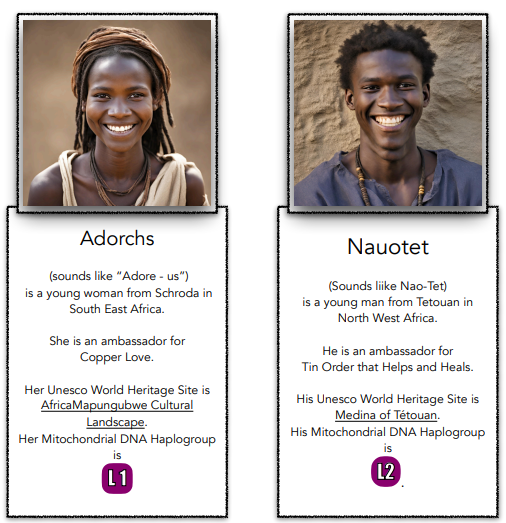 Adorchs
(sounds like “Adore - us”)
is a young woman from Schroda in
South East Africa.
She is an ambassador for
Copper Love.
Her Unesco World Heritage Site is
AfricaMapungubwe Cultural
Landscape.
Her Mitochondrial DNA Haplogroup
is
L1
Nauotet
(Sounds liike Nao-Tet)
is a young man from Tetouan in
North West Africa.
He is an ambassador for
Tin Order that Helps and Heals.
His Unesco World Heritage Site is
Medina of Tétouan.
His Mitochondrial DNA Haplogroup
is
L2.